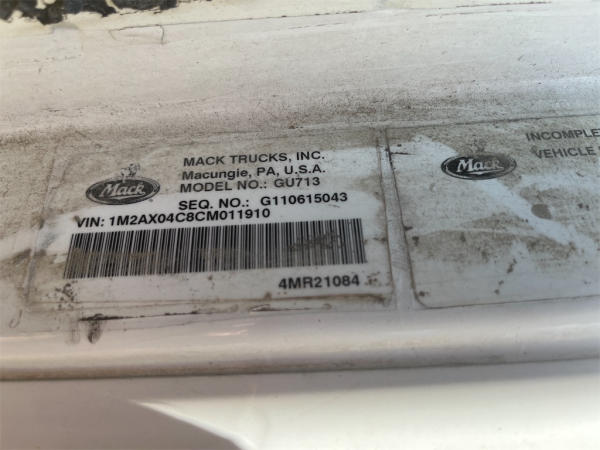 Mack
MACK TRUCKS, INC.
Macungie, PA, U.S.A.
MODEL NO.: GU713
SEQ. NO.: G110615043
VIN: 1M2AX04C8CM011910
4MR21084
Mack
INCOMPLE
VEHICLE